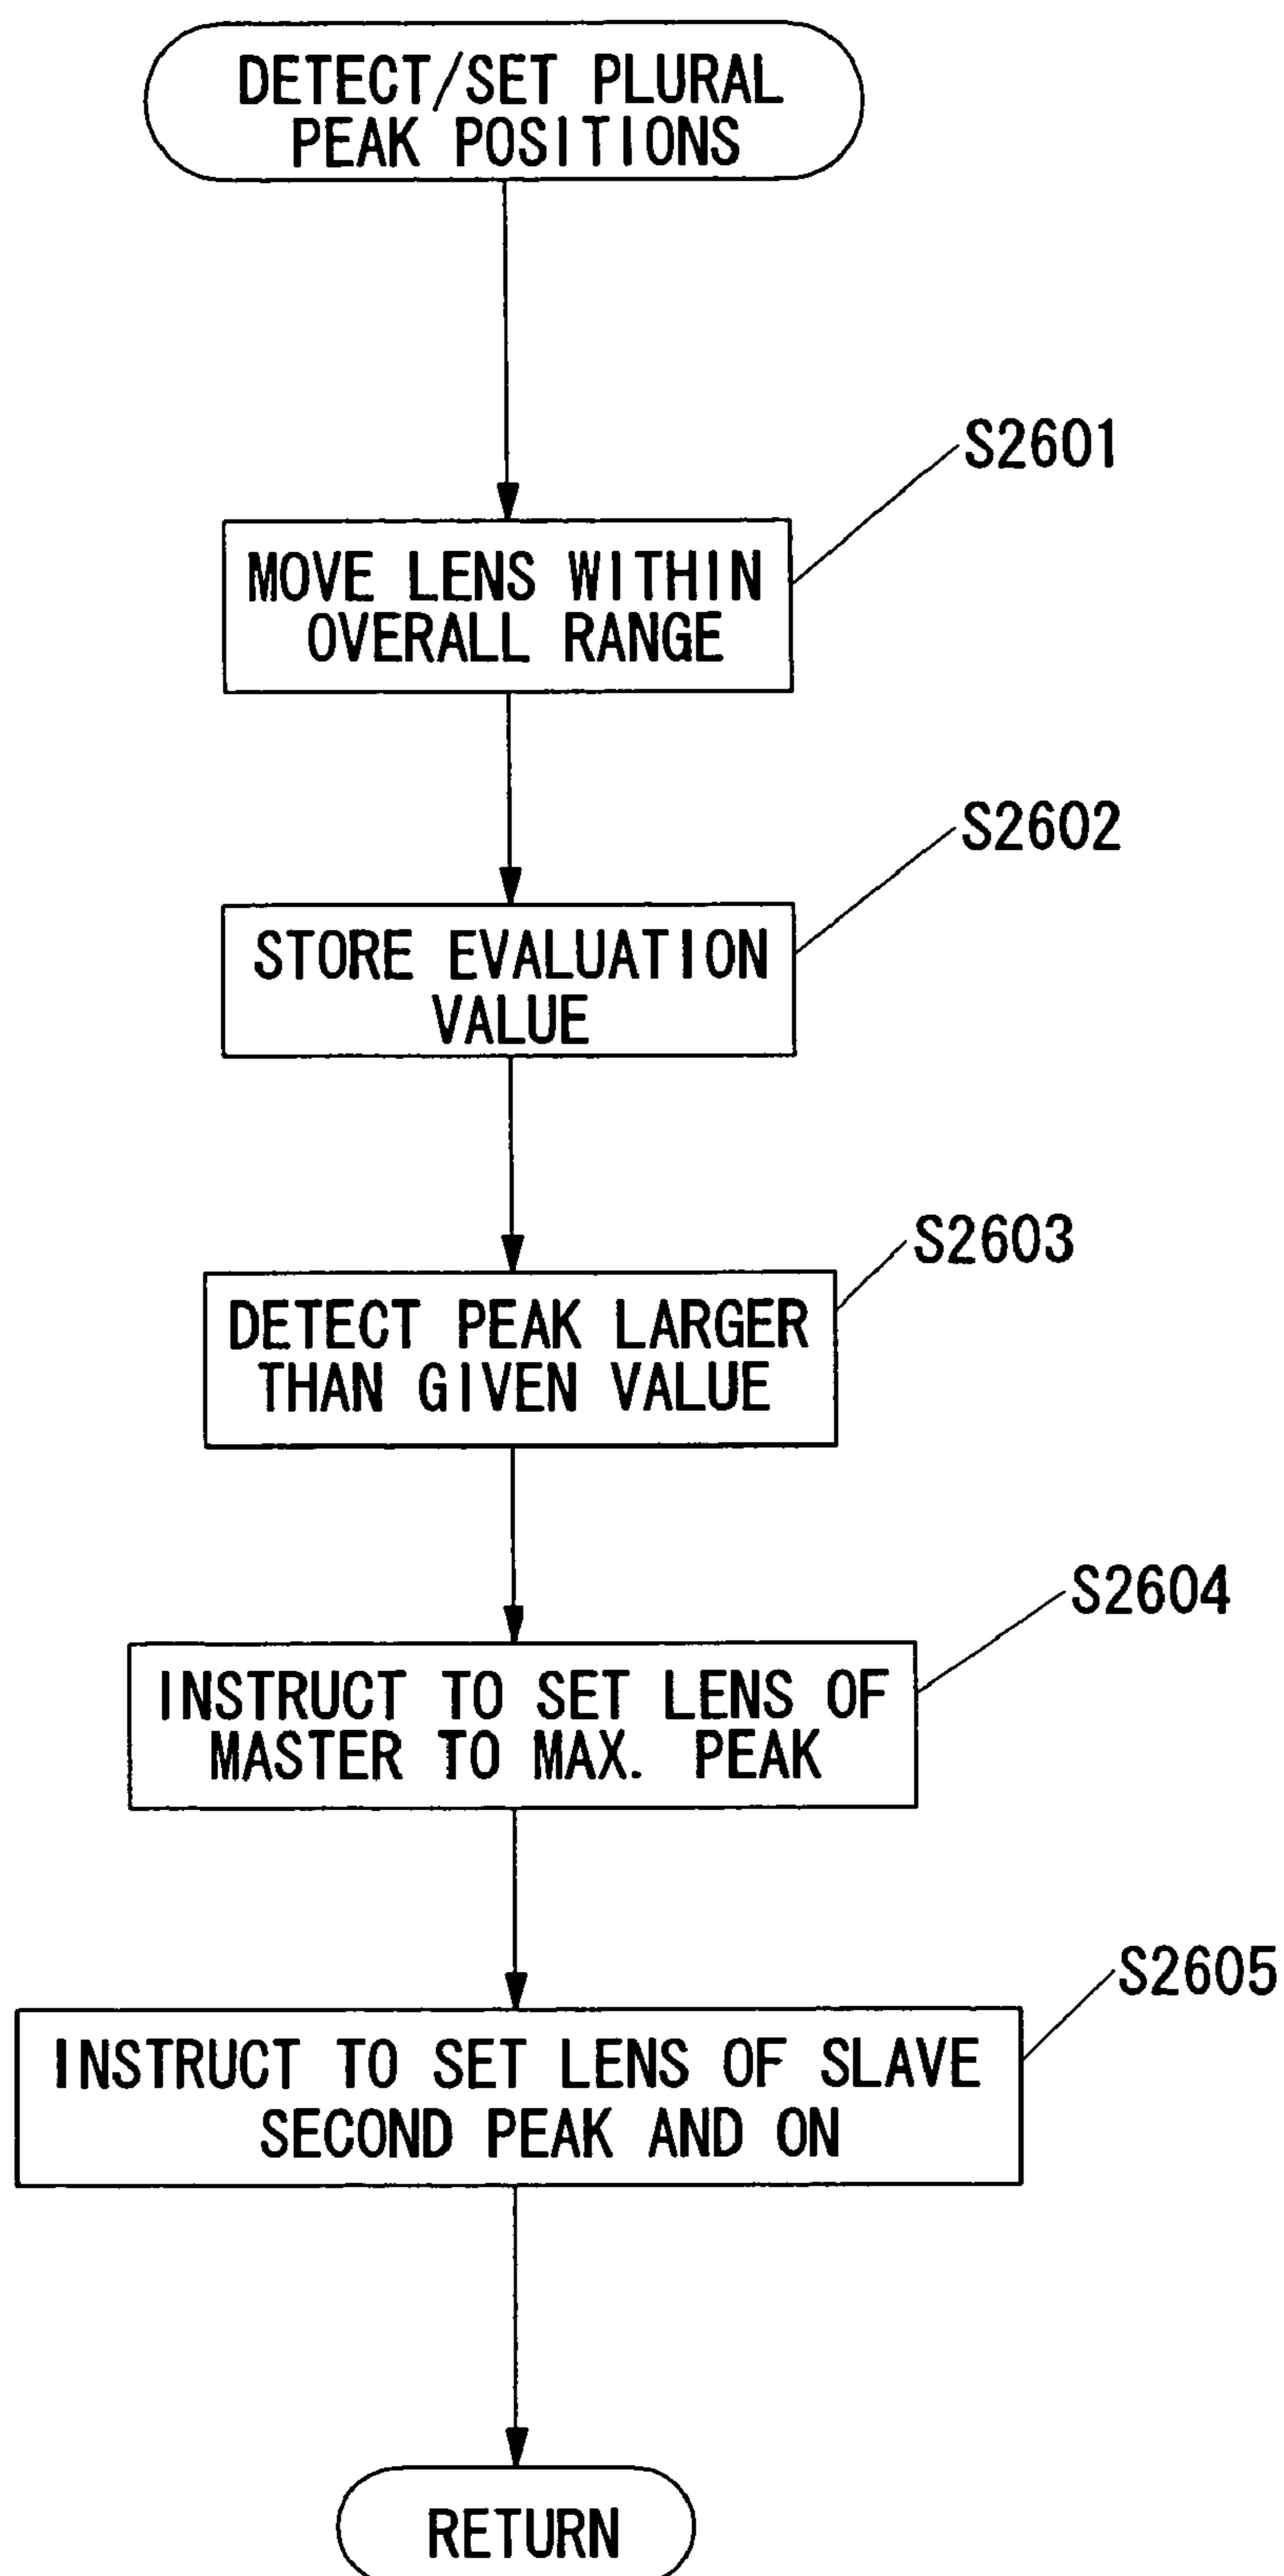 DETECT/SET PLURAL
PEAK POSITIONS
S2601
MOVE LENS WITHIN
OVERALL RANGE
S2602
STORE EVALUATION
VALUE
S2603
DETECT PEAK LARGER
THAN GIVEN VALUE
S2604
INSTRUCT TO SET LENS OF
MASTER TO MAX. PEAK
S2605
INSTRUCT TO SET LENS OF SLAVE
SECOND PEAK AND ON
RETURN